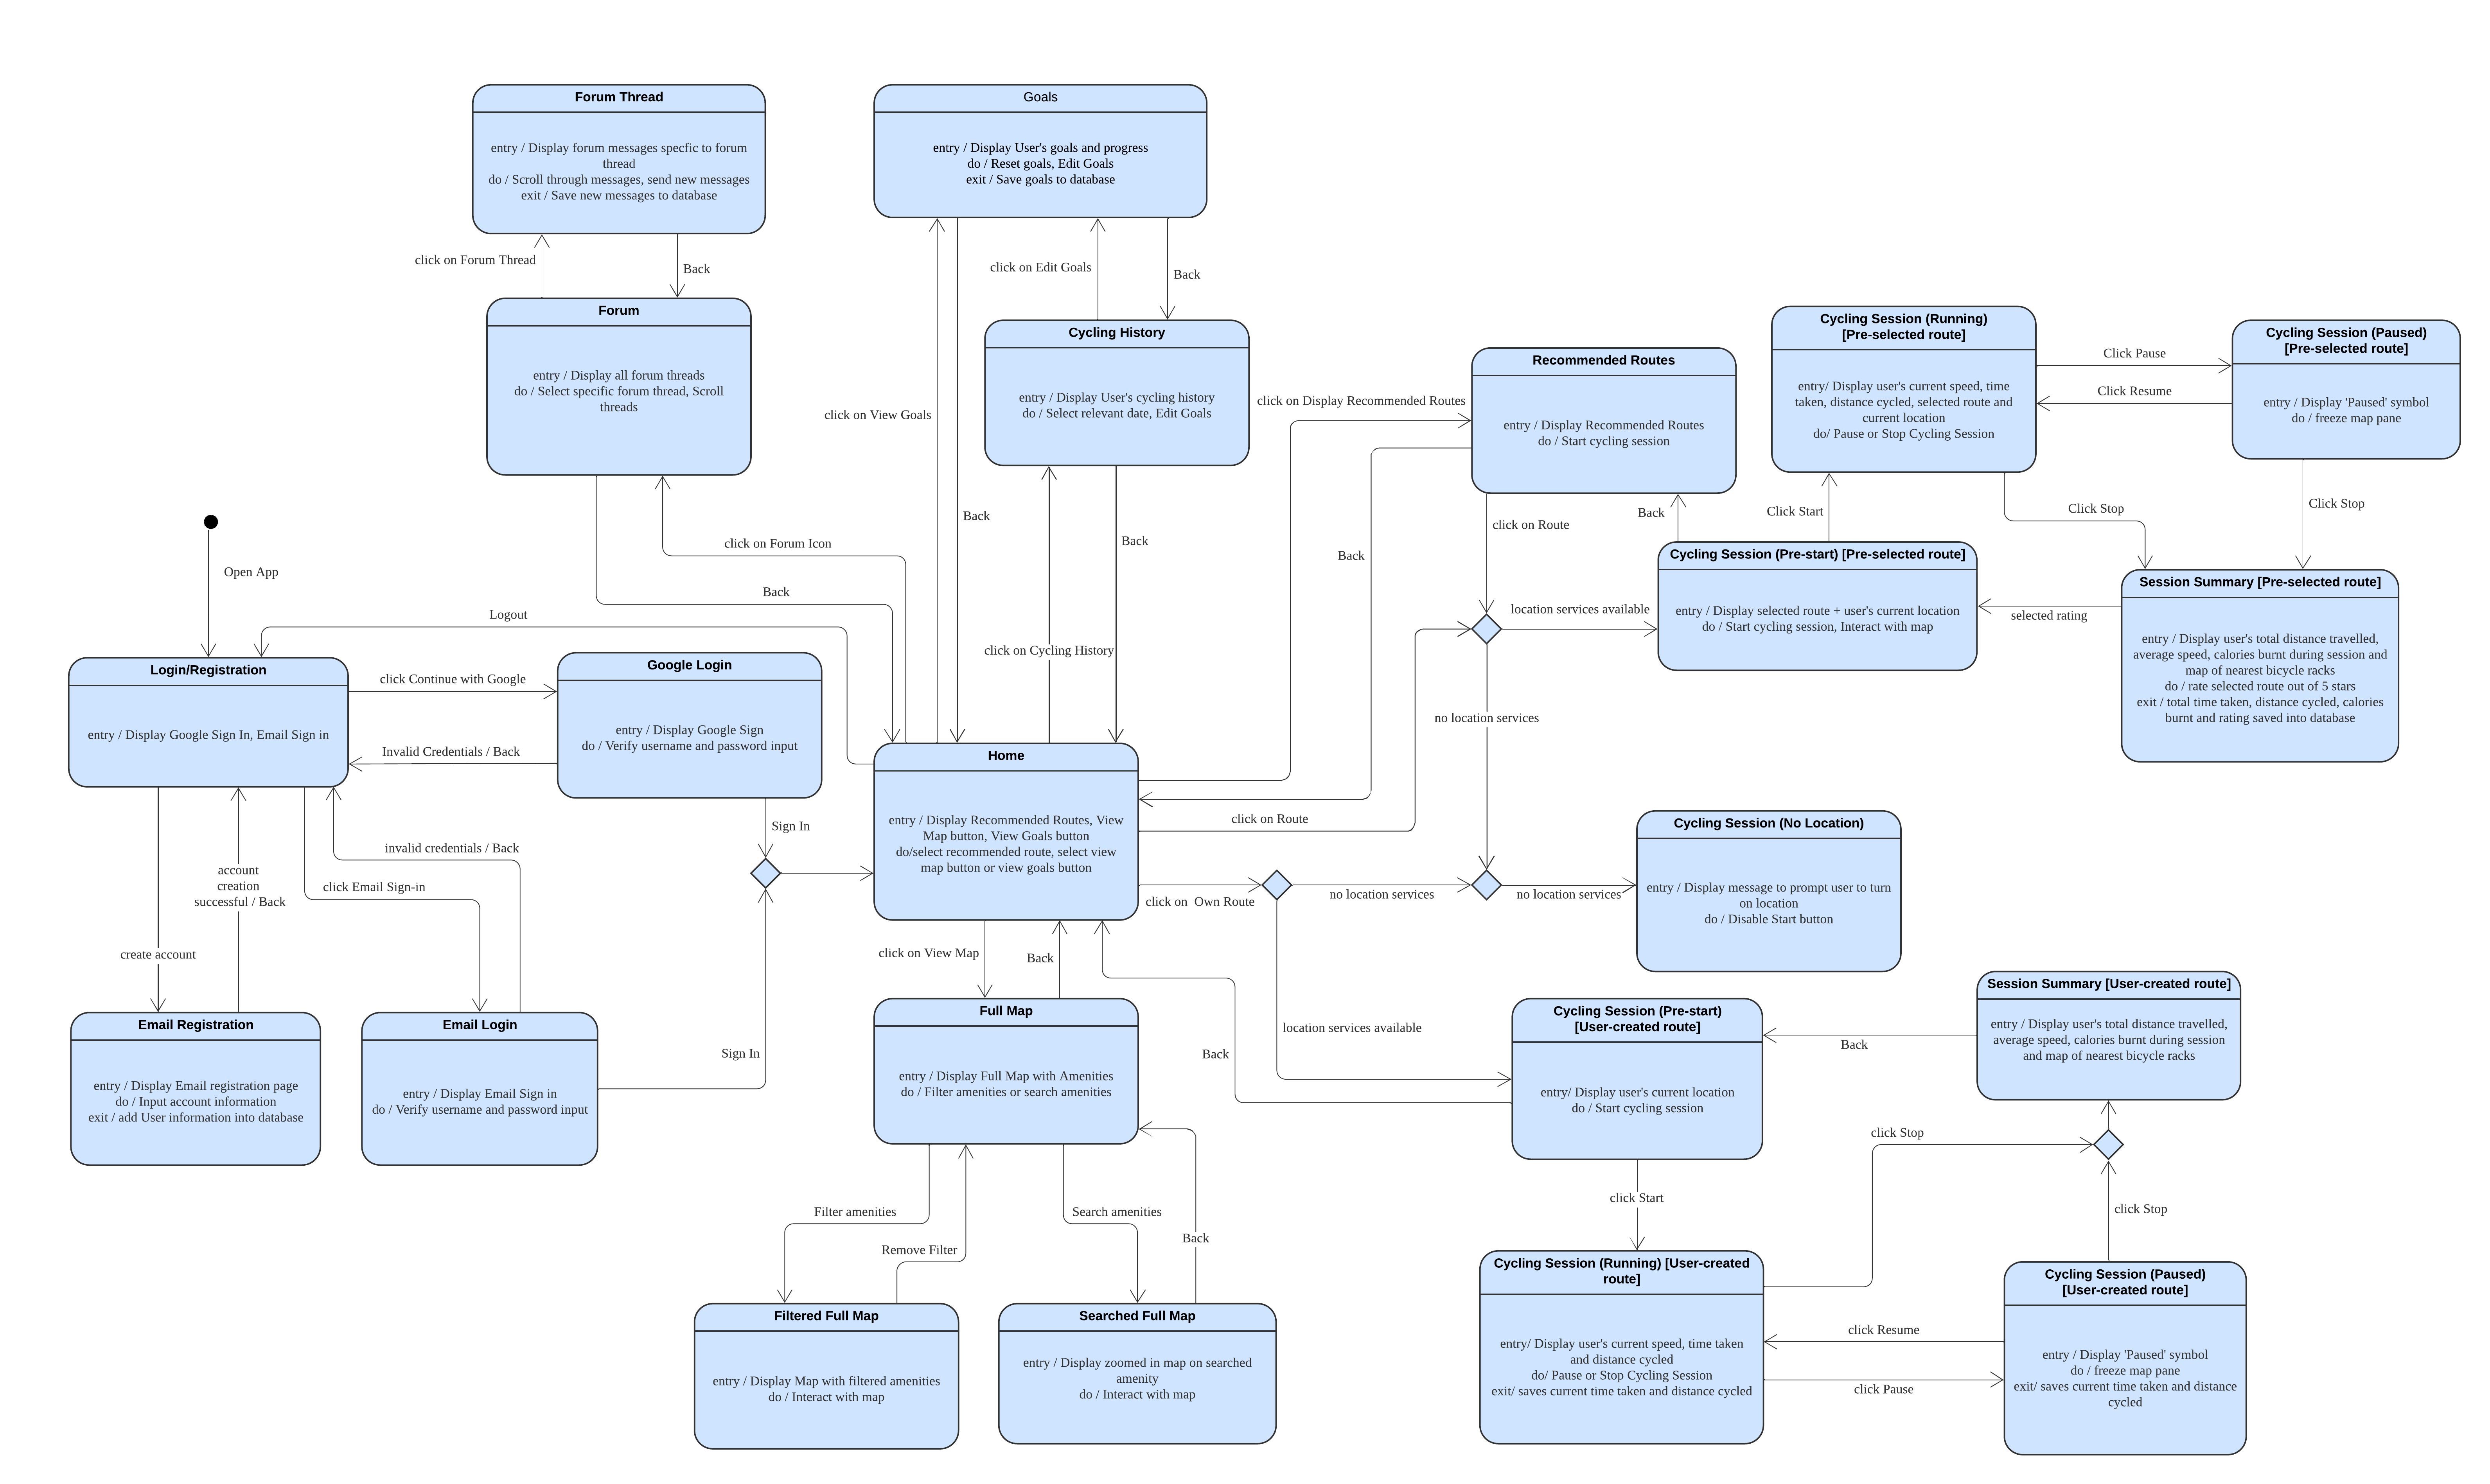 Forum Thread
entry / Display forum messages specfic to forum
thread
do / Scroll through messages, send new messages
exit / Save new messages to database
Goals
entry / Display User's goals and progress
do / Reset goals, Edit Goals
exit / Save goals to database
click on Forum Thread
Back
click on Edit Goals
Back
Forum
entry / Display all forum threads
do / Select specific forum thread, Scroll
threads
Cycling History
entry / Display User's cycling history
do / Select relevant date, Edit Goals
click on View Goals
click on Display Recommended Routes
Recommended Routes
entry / Display Recommended Routes
do / Start cycling session
Cycling Session (Running)
[Pre-selected route]
entry/ Display user's current speed, time
taken, distance cycled, selected route and
current location
do/ Pause or Stop Cycling Session
Click Pause
Click Resume
Cycling Session (Paused)
[Pre-selected route]
entry / Display 'Paused' symbol
do / freeze map pane
Back
Back
click on Forum Icon
Back
Back
click on Route
Back
Click Start
Click Stop
Click Stop
Open App
Logout
Cycling Session (Pre-start) [Pre-selected route]
entry / Display selected route + user's current location
do / Start cycling session, Interact with map
location services available
selected rating
Session Summary [Pre-selected route]
entry / Display user's total distance travelled,
average speed, calories burnt during session and
map of nearest bicycle racks
do / rate selected route out of 5 stars
exit / total time taken, distance cycled, calories
burnt and rating saved into database
click on Cycling History
no location services
Login/Registration
entry / Display Google Sign In, Email Sign in
click Continue with Google
Invalid Credentials / Back
Google Login
entry / Display Google Sign
do / Verify username and password input
Sign In
Home
entry / Display Recommended Routes, View
Map button, View Goals button
do/select recommended route, select view
map button or view goals button
click on Route
click on  Own Route
no location services
no location services
Cycling Session (No Location)
entry / Display message to prompt user to turn
on location
do / Disable Start button
invalid credentials / Back
click Email Sign-in
account
creation
successful / Back
create account
click on View Map
Back
Email Registration
entry / Display Email registration page
do / Input account information
exit / add User information into database
Email Login
entry / Display Email Sign in
do / Verify username and password input
Sign In
Full Map
entry / Display Full Map with Amenities
do / Filter amenities or search amenities
Back
location services available
Cycling Session (Pre-start)
[User-created route]
entry/ Display user's current location
do / Start cycling session
Back
Session Summary [User-created route]
entry / Display user's total distance travelled,
average speed, calories burnt during session
and map of nearest bicycle racks
click Stop
click Start
click Stop
Filter amenities
Remove Filter
Search amenities
Back
Filtered Full Map
entry / Display Map with filtered amenities
do / Interact with map
Searched Full Map
entry / Display zoomed in map on searched
amenity
do / Interact with map
Cycling Session (Running) [User-created
route]
entry/ Display user's current speed, time taken
and distance cycled
do/ Pause or Stop Cycling Session
exit/ saves current time taken and distance cycled
click Resume
click Pause
Cycling Session (Paused)
[User-created route]
entry / Display 'Paused' symbol
do / freeze map pane
exit/ saves current time taken and distance
cycled